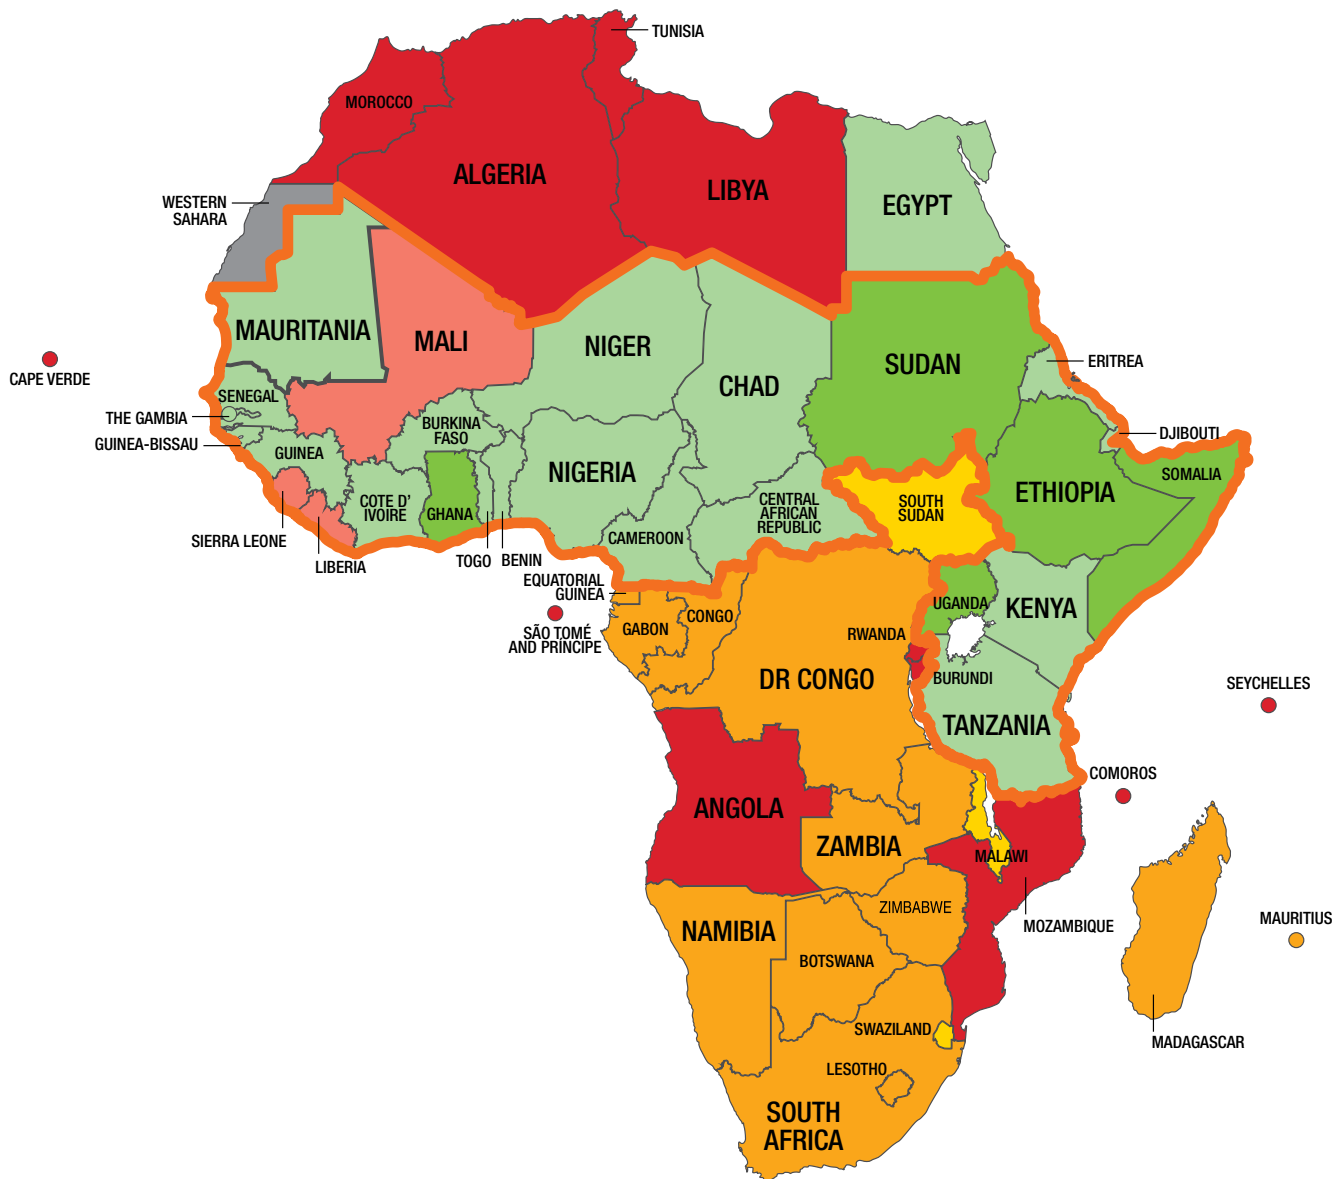 TUNISIA
MOROCCO
ALGERIA
LIBYA
EGYPT
WESTERN
SAHARA
MAURITANIA
MALI
NIGER
CHAD
SUDAN
ERITREA
CAPE VERDE
SENEGAL
THE GAMBIA
GUINEA-BISSAU
GUINEA
BURKINA
FASO
DJIBOUTI
NIGERIA
SOMALIA
ETHIOPIA
COTE D'
IVOIRE
GHANA
CENTRAL
AFRICAN
REPUBLIC
SOUTH
SUDAN
SIERRA LEONE
LIBERIA
TOGO
BENIN
CAMEROON
EQUATORIAL
GUINEA
SÃO TOMÉ
AND PRÍNCIPE
GABON
CONGO
UGANDA
KENYA
RWANDA
DR CONGO
BURUNDI
TANZANIA
SEYCHELLES
COMOROS
ANGOLA
ZAMBIA
MALAWI
ZIMBABWE
NAMIBIA
MOZAMBIQUE
MAURITIUS
BOTSWANA
SWAZILAND
MADAGASCAR
LESOTHO
SOUTH
AFRICA